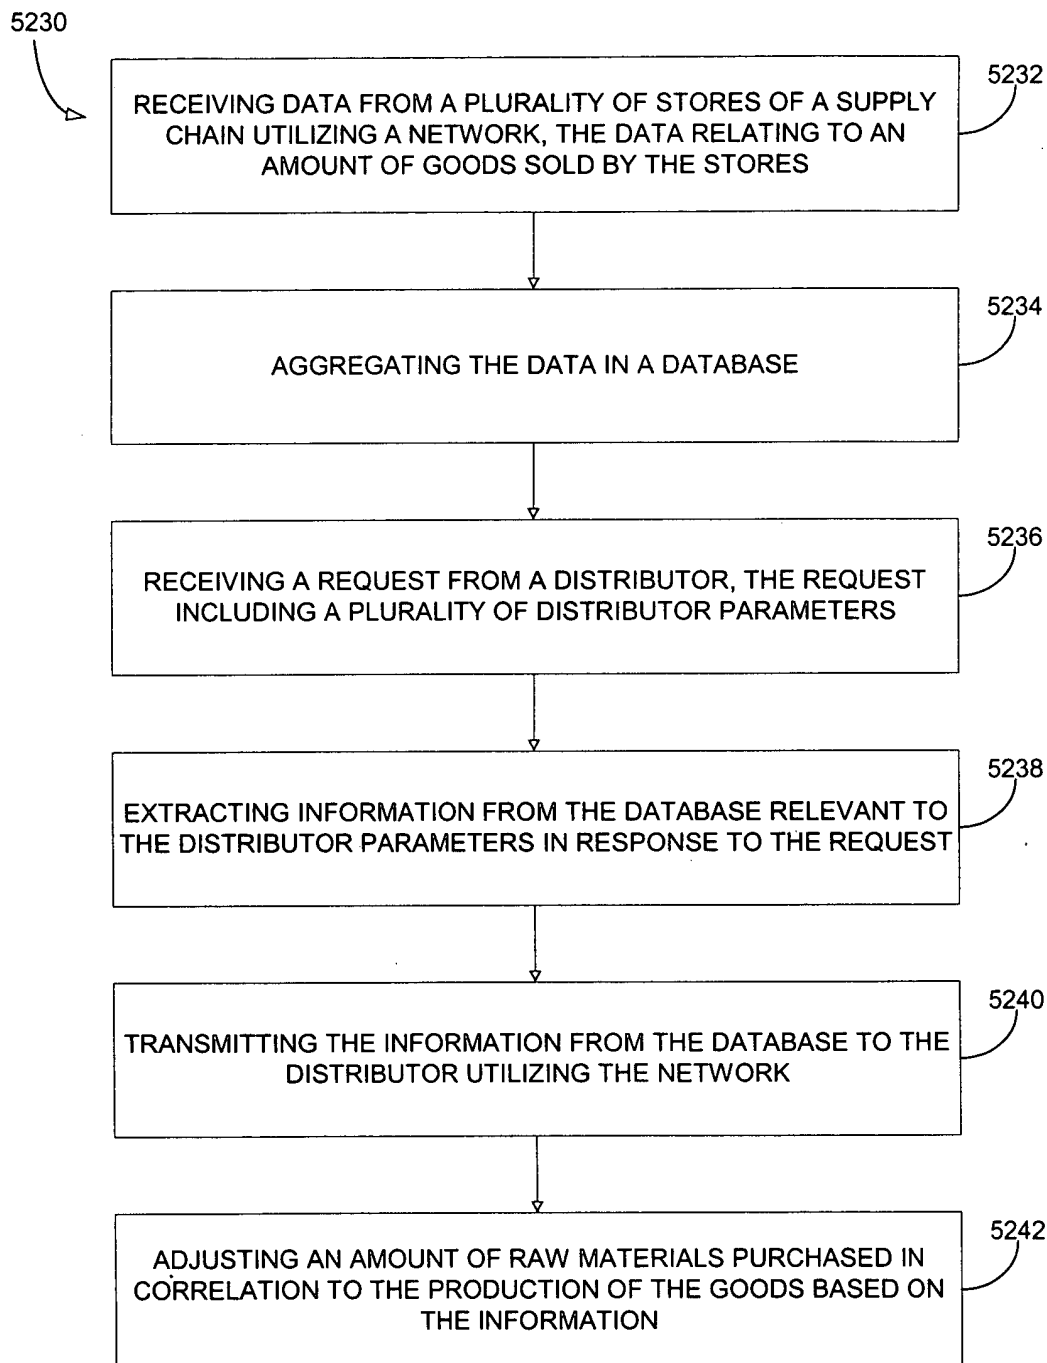 5230
5232
RECEIVING DATA FROM A PLURALITY OF STORES OF A SUPPLY
CHAIN UTILIZING A NETWORK, THE DATA RELATING TO AN
AMOUNT OF GOODS SOLD BY THE STORES
5234
AGGREGATING THE DATA IN A DATABASE
5236
RECEIVING A REQUEST FROM A DISTRIBUTOR, THE REQUEST
INCLUDING A PLURALITY OF DISTRIBUTOR PARAMETERS
5238
EXTRACTING INFORMATION FROM THE DATABASE RELEVANT TO
THE DISTRIBUTOR PARAMETERS IN RESPONSE TO THE REQUEST
5240
TRANSMITTING THE INFORMATION FROM THE DATABASE TO THE
DISTRIBUTOR UTILIZING THE NETWORK
5242
ADJUSTING AN AMOUNT OF RAW MATERIALS PURCHASED IN
CORRELATION TO THE PRODUCTION OF THE GOODS BASED ON
THE INFORMATION